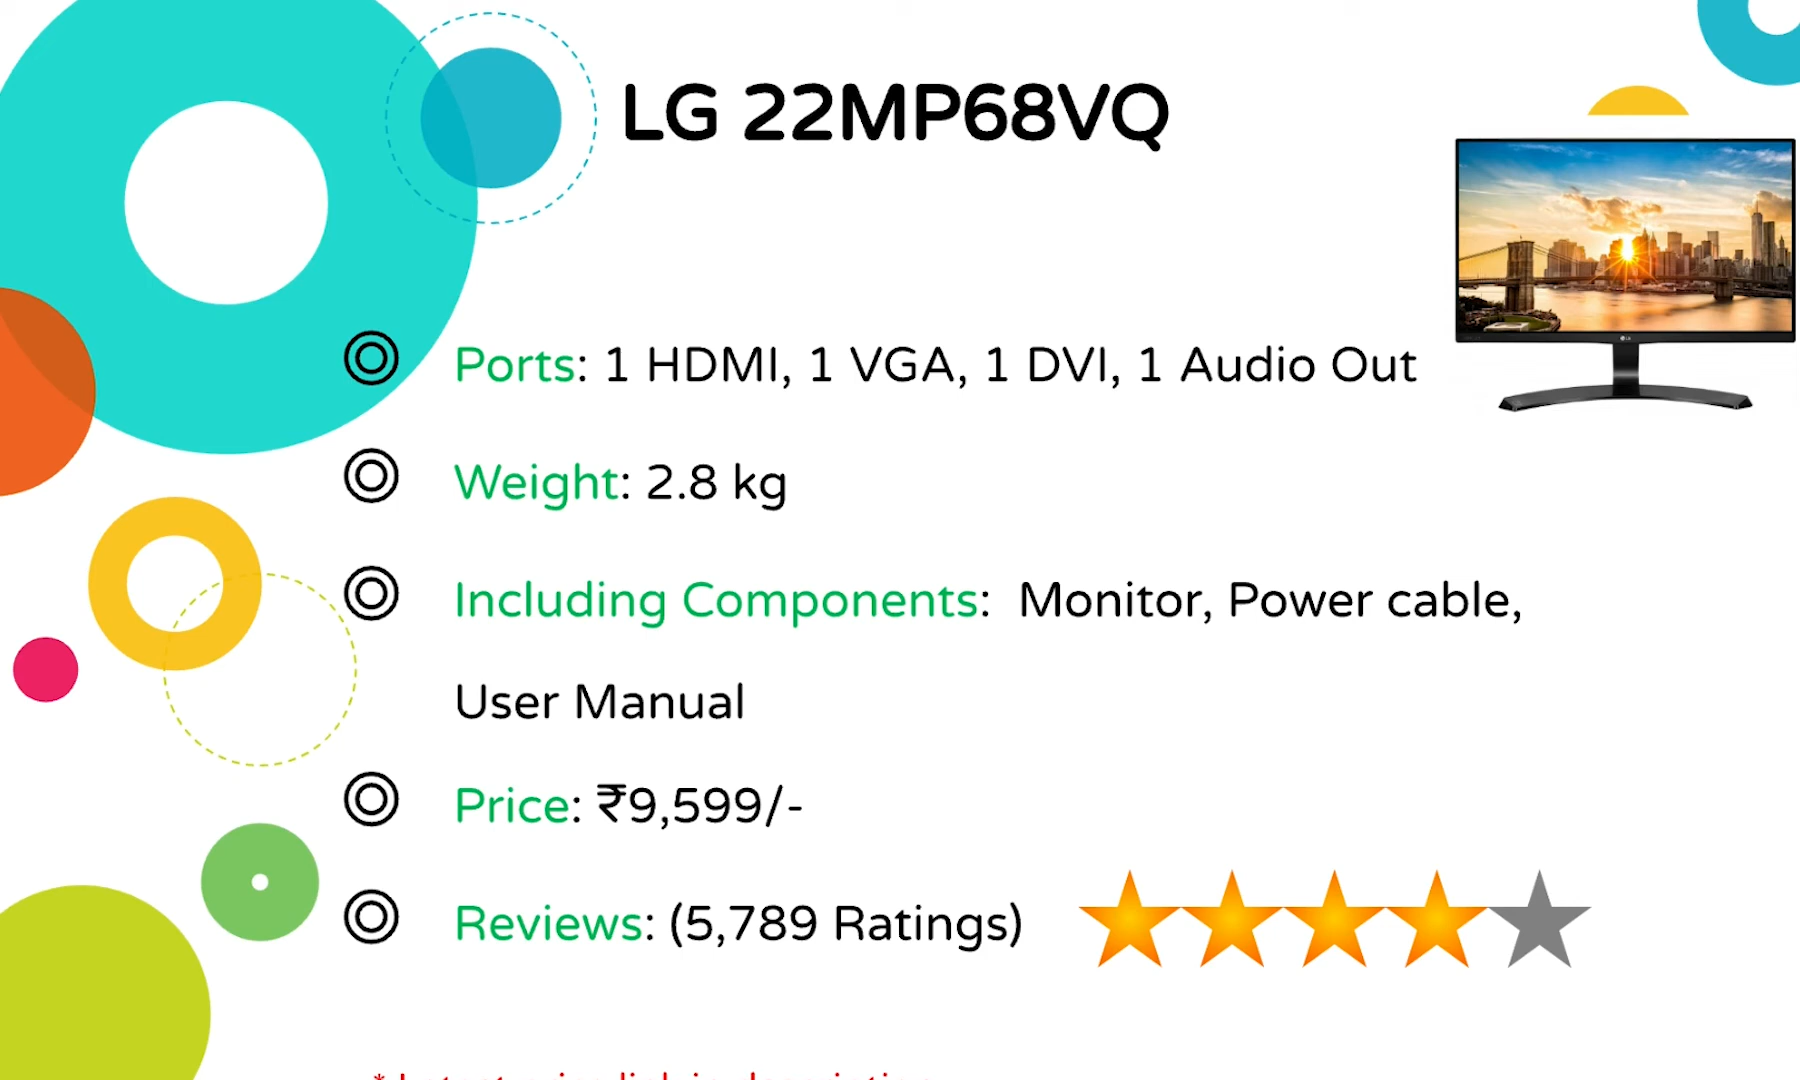 LG 22MP68VQ
Ports: 1 HDMI, 1 VGA, 1 DVI, 1 Audio Out
Weight: 2.8 kg
Including Components: Monitor, Power cable,
User Manual
Price: ₹9,599/-
Reviews: (5,789 Ratings)